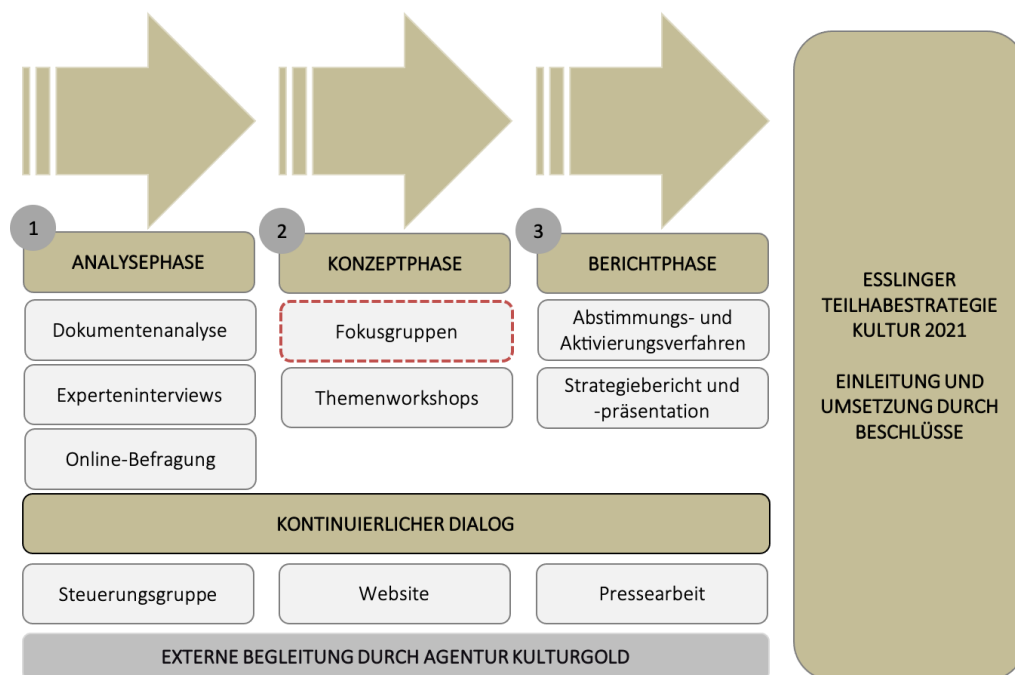 1
ANALYSEPHASE
Dokumentenanalyse
Experteninterviews
Online-Befragung
2
KONZEPTPHASE
Fokusgruppen
Themenworkshops
3
BERICHTPHASE
Abstimmungs- und
Aktivierungsverfahren
Strategiebericht und
-präsentation
KONTINUIERLICHER DIALOG
Steuerungsgruppe
Website
Pressearbeit
EXTERNE BEGLEITUNG DURCH AGENTUR KULTURGOLD
ESSLINGER
TEILHABESTRATEGIE
KULTUR 2021
EINLEITUNG UND
UMSETZUNG DURCH
BESCHLÜSSE